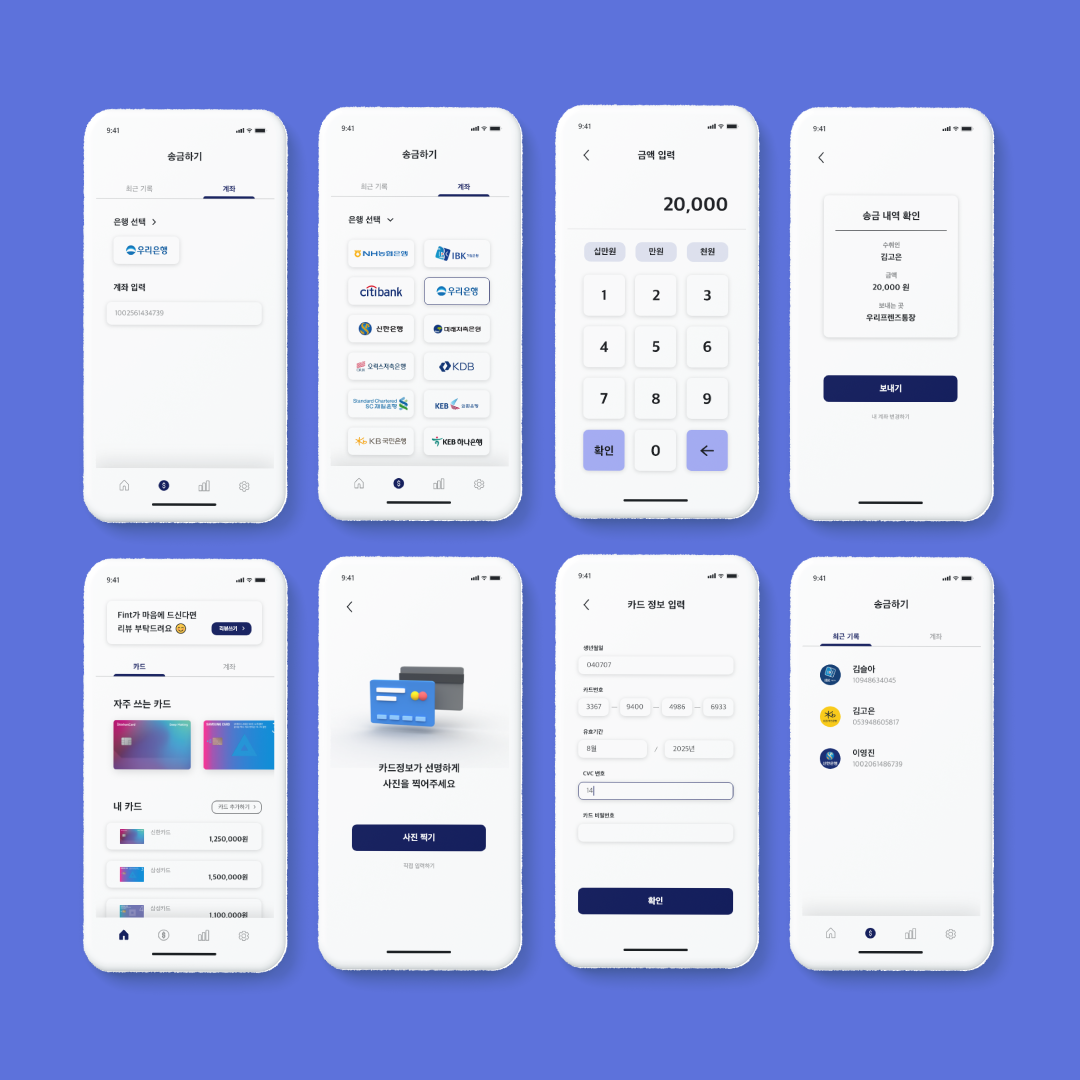 9:41
송금하기
최근 기록 계좌
은행 선택
우리은행
계좌 입력
1002561434739
9:41
송금하기
최근 기록 계좌
은행 선택
NH농협은행 IBK기업은행
citibank 우리은행
신한은행 미래저축은행
오릭스저축은행 KDB
Standard Chartered
SC제일은행 KEB 외환은행
KB국민은행 KEB 하나은행
9:41
금액 입력
20,000
십만원 만원 천원
1 2 3
4 5 6
7 8 9
확인 0
9:41
송금 내역 확인
수취인
김고은
금액
20,000 원
보내는 곳
우리프렌즈통장
보내기
내 계좌 변경하기
9:41
Fint가 마음에 드신다면
리뷰 부탁드려요
리뷰쓰기
카드 계좌
자주 쓰는 카드
내 카드 카드 추가하기
신한카드
1,250,000원
삼성카드
1,500,000원
삼성카드
1,100,000원
9:41
카드정보가 선명하게
사진을 찍어주세요
사진 찍기
직접 입력하기
9:41
카드 정보 입력
생년월일
040707
카드번호
3367 — 9400 — 4986 — 6933
유효기간
8월 / 2025년
CVC 번호
14
카드 비밀번호
확인
9:41
송금하기
최근 기록 계좌
김슬아
10948634045
김고은
053948605817
이영진
1002061486739